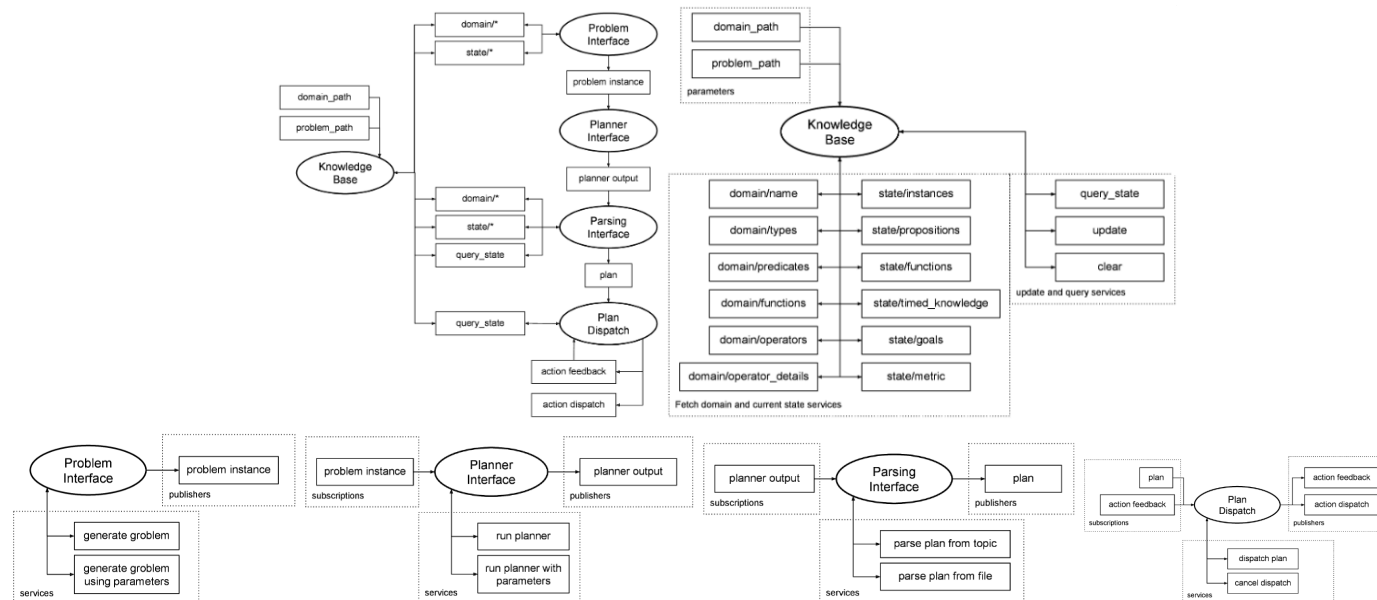 domain/*
state/*
Problem
Interface
problem instance
domain_path
problem_path
Planner
Interface
Knowledge
Base
planner output
domain/*
state/*
query_state
Parsing
Interface
plan
query_state
Plan
Dispatch
action feedback
action dispatch
domain_path
problem_path
parameters
Knowledge
Base
domain/name
state/instances
domain/types
state/propositions
domain/predicates
state/functions
domain/functions
state/timed_knowledge
domain/operators
state/goals
domain/operator_details
state/metric
Fetch domain and current state services
query_state
update
clear
update and query services
Problem
Interface
problem instance
publishers
generate groblem
generate groblem
using parameters
services
problem instance
subscriptions
Planner
Interface
planner output
publishers
run planner
run planner with
parameters
services
planner output
subscriptions
Parsing
Interface
plan
publishers
parse plan from topic
parse plan from file
services
plan
action feedback
subscriptions
Plan
Dispatch
action feedback
action dispatch
publishers
dispatch plan
cancel dispatch
services